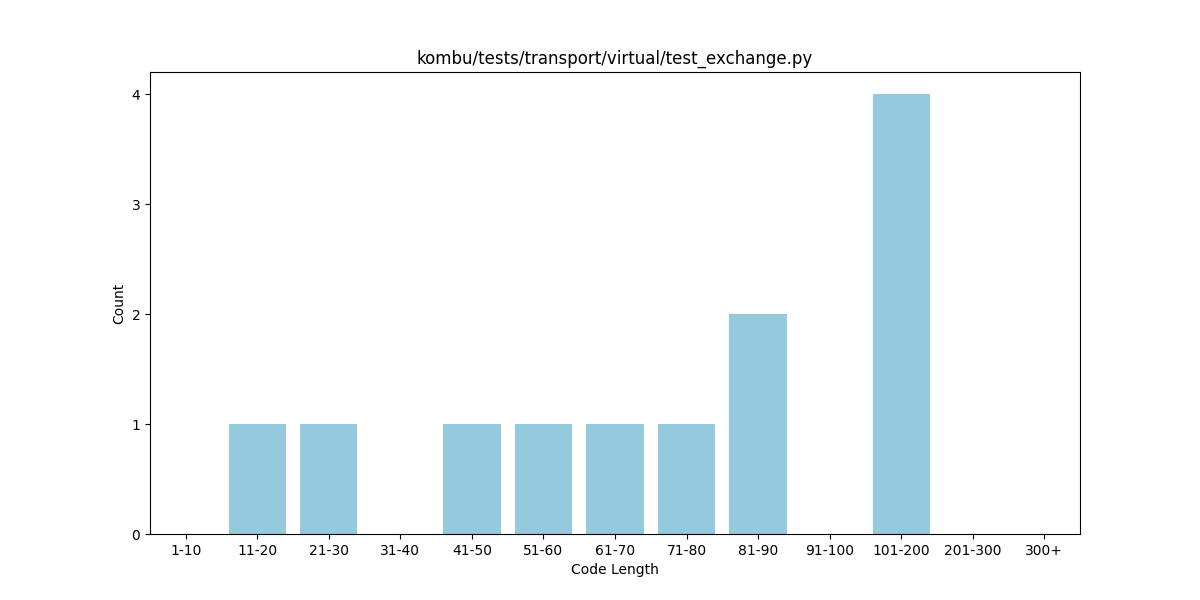 kombu/tests/transport/virtual/test_exchange.py
Count
4
3
2
1
0
1-10 11-20 21-30 31-40 41-50 51-60 61-70 71-80 81-90 91-100 101-200 201-300 300+
Code Length